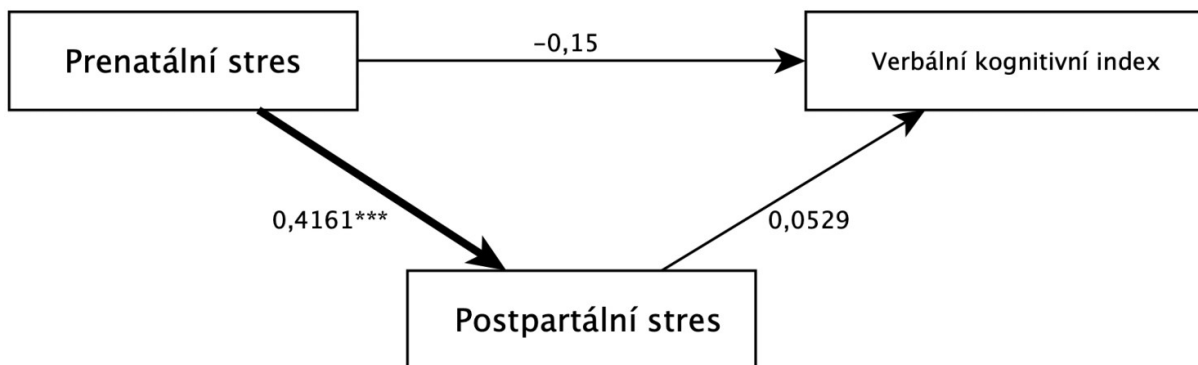 Prenatální stres
−0,15
Verbální kognitivní index
0,4161***
0,0529
Postpartální stres